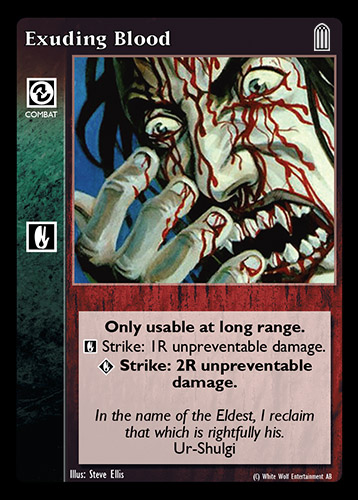 Exuding Blood
COMBAT
Only usable at long range.
Strike: 1R unpreventable damage.
Strike: 2R unpreventable
damage.
In the name of the Eldest, I reclaim
that which is rightfully his.
Ur-Shulgi
Illus: Steve Ellis
(C) White Wolf Entertainment AB